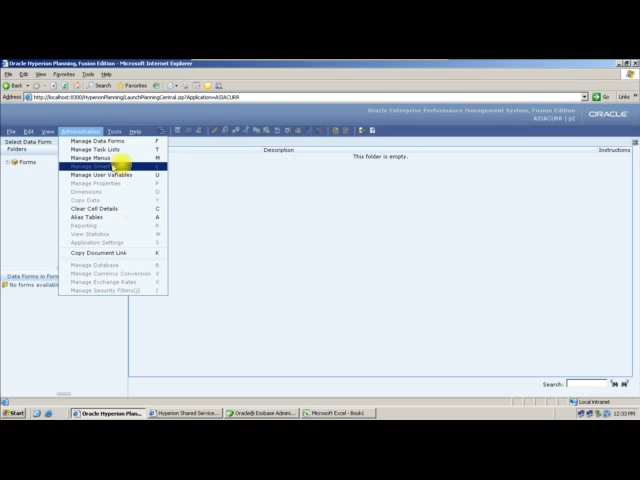 Oracle Hyperion Planning, Fusion Edition - Microsoft Internet Explorer
File Edit View Favorites Tools Help
Back Search Favorites
Address http://localhost:8300/HyperionPlanning/LaunchPlanningCentral.jsp?Application=ASIACURR Go Links »
Oracle Enterprise Performance Management System, Fusion Edition
ASIACURR | p1 ORACLE
File Edit View Administration Tools Help
Select Data Form
Folders Description Instructions
Forms This folder is empty.
Manage Data Forms F
Manage Task Lists T
Manage Menus M
Manage Smart
Manage User Variables U
Manage Properties
Dimensions D
Copy Data
Clear Cell Details C
Alias Tables A
Reporting
View Statistics
Application Settings S
Copy Document Link K
Manage Database B
Manage Currency Conversion V
Manage Exchange Rates X
Manage Security Filters(j)
Data Forms in Form
No forms available
Search:
Local intranet
Start Oracle Hyperion Plan... Hyperion Shared Service... Oracle® Essbase Admini... Microsoft Excel - Book1 12:33 PM